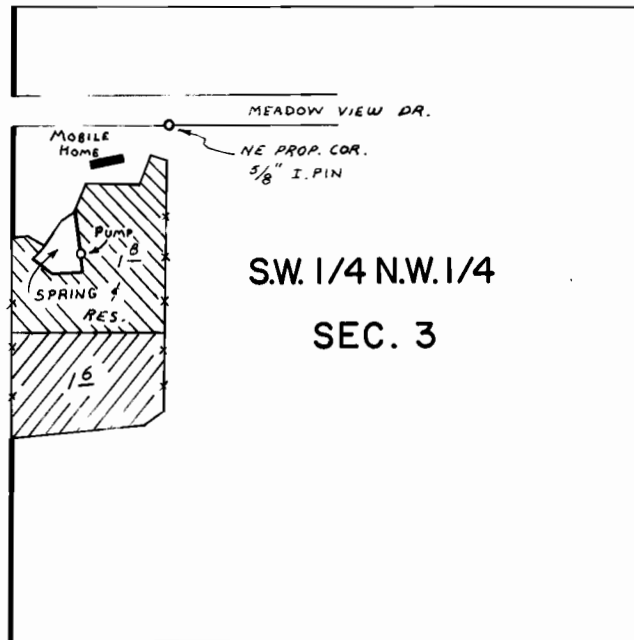 MEADOW VIEW DR.
MOBILE
HOME
NE PROP. COR.
5/8" I. PIN
PUMP
1 8
S.W. 1/4 N.W. 1/4
SPRING
&
RES.
SEC. 3
1 6